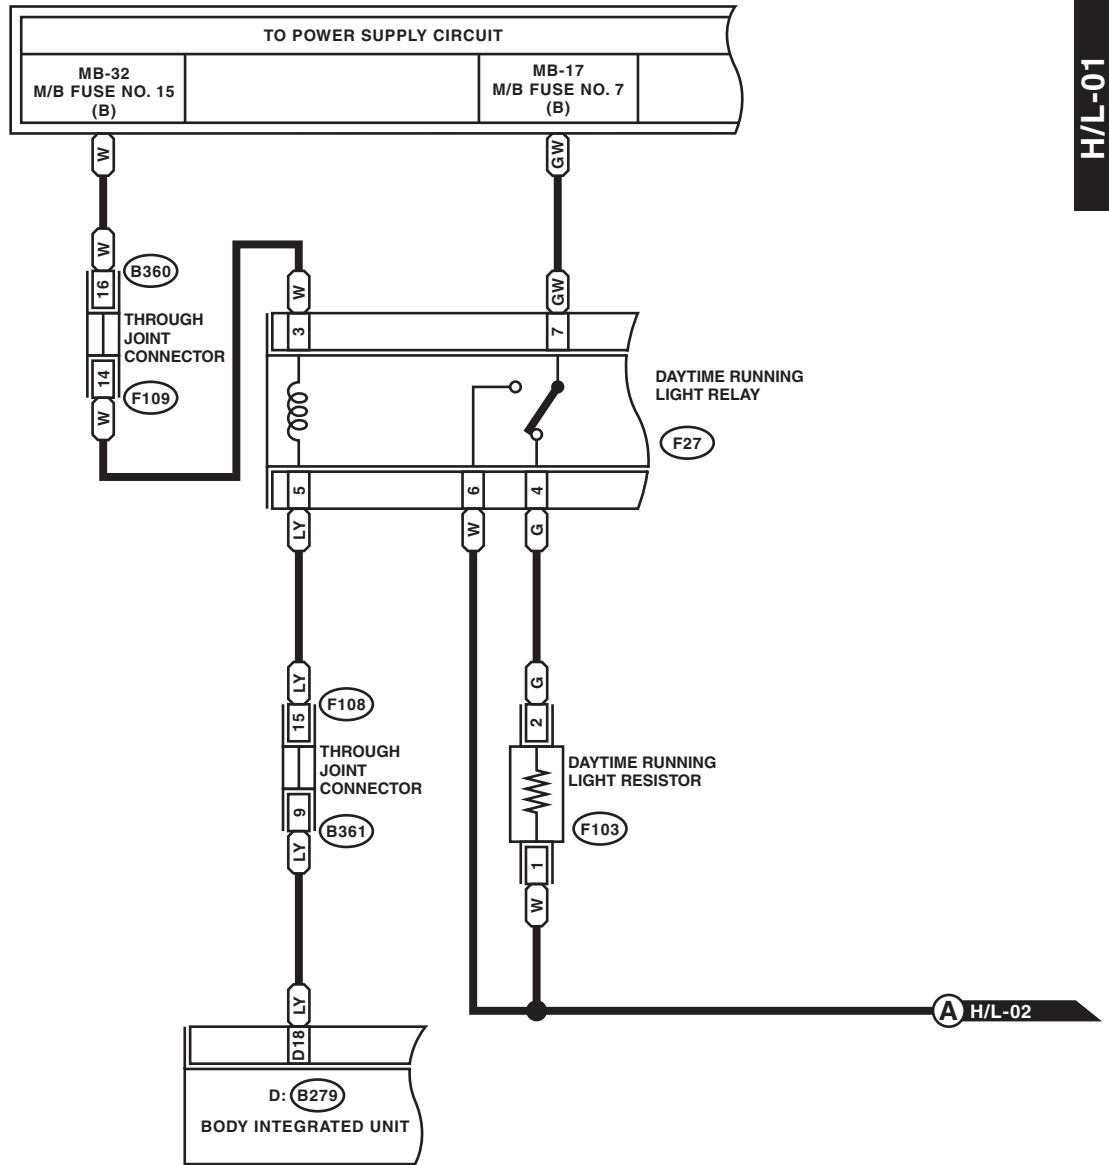 TO POWER SUPPLY CIRCUIT
MB-32
M/B FUSE NO. 15
(B)
MB-17
M/B FUSE NO. 7
(B)
H/L-01
W
GW
W
16
B360
THROUGH
JOINT
CONNECTOR
14
F109
W
W
3
GW
7
DAYTIME RUNNING
LIGHT RELAY
F27
5
6
4
LY
W
G
LY
15
F108
THROUGH
JOINT
CONNECTOR
9
B361
LY
G
2
DAYTIME RUNNING
LIGHT RESISTOR
F103
1
W
LY
D18
D: B279
BODY INTEGRATED UNIT
A H/L-02